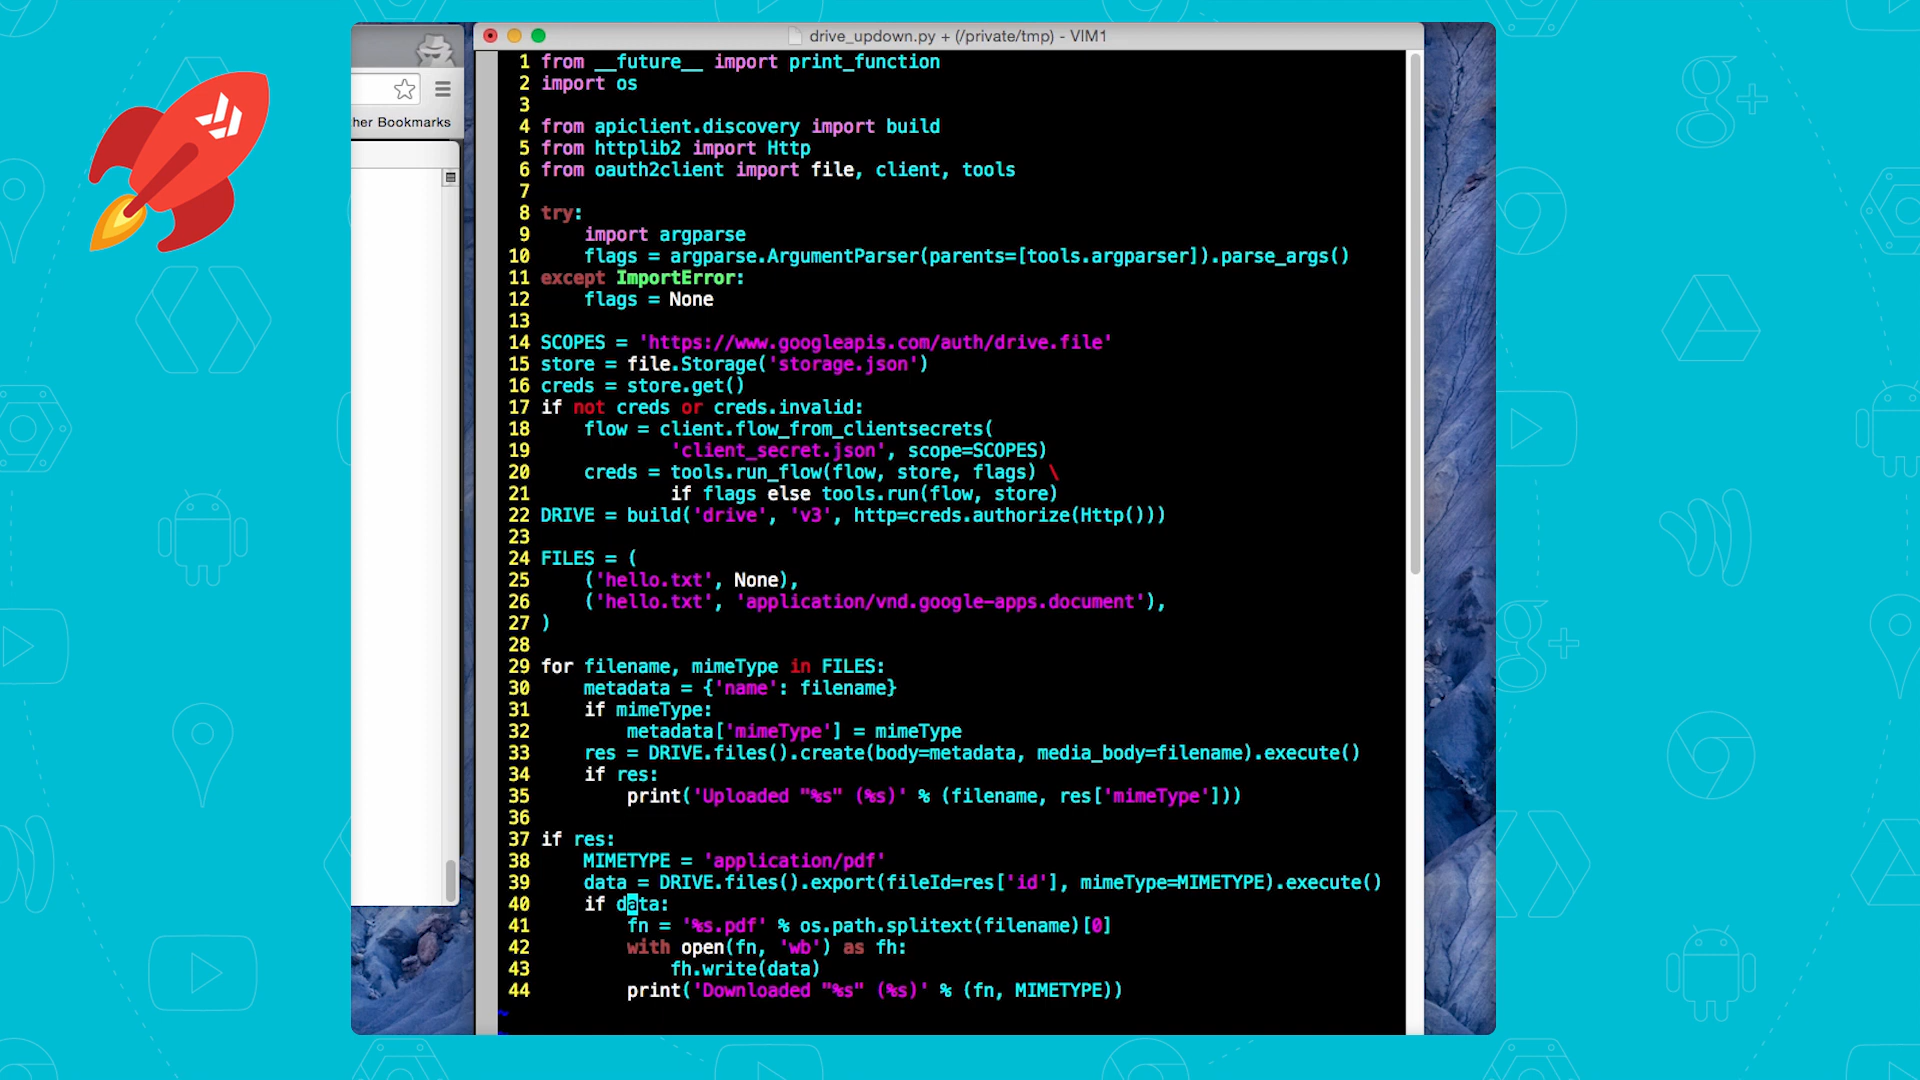 drive_updown.py + (/private/tmp) - VIM1
her Bookmarks
1 from __future__ import print_function
2 import os
3
4 from apiclient.discovery import build
5 from httplib2 import Http
6 from oauth2client import file, client, tools
7
8 try:
9     import argparse
10     flags = argparse.ArgumentParser(parents=[tools.argparser]).parse_args()
11 except ImportError:
12     flags = None
13
14 SCOPES = 'https://www.googleapis.com/auth/drive.file'
15 store = file.Storage('storage.json')
16 creds = store.get()
17 if not creds or creds.invalid:
18     flow = client.flow_from_clientsecrets(
19             'client_secret.json', scope=SCOPES)
20     creds = tools.run_flow(flow, store, flags) \
21             if flags else tools.run(flow, store)
22 DRIVE = build('drive', 'v3', http=creds.authorize(Http()))
23
24 FILES = (
25     ('hello.txt', None),
26     ('hello.txt', 'application/vnd.google-apps.document'),
27 )
28
29 for filename, mimeType in FILES:
30     metadata = {'name': filename}
31     if mimeType:
32         metadata['mimeType'] = mimeType
33     res = DRIVE.files().create(body=metadata, media_body=filename).execute()
34     if res:
35         print('Uploaded "%s" (%s)' % (filename, res['mimeType']))
36
37 if res:
38     MIMETYPE = 'application/pdf'
39     data = DRIVE.files().export(fileId=res['id'], mimeType=MIMETYPE).execute()
40     if data:
41         fn = '%s.pdf' % os.path.splitext(filename)[0]
42         with open(fn, 'wb') as fh:
43             fh.write(data)
44         print('Downloaded "%s" (%s)' % (fn, MIMETYPE))
~